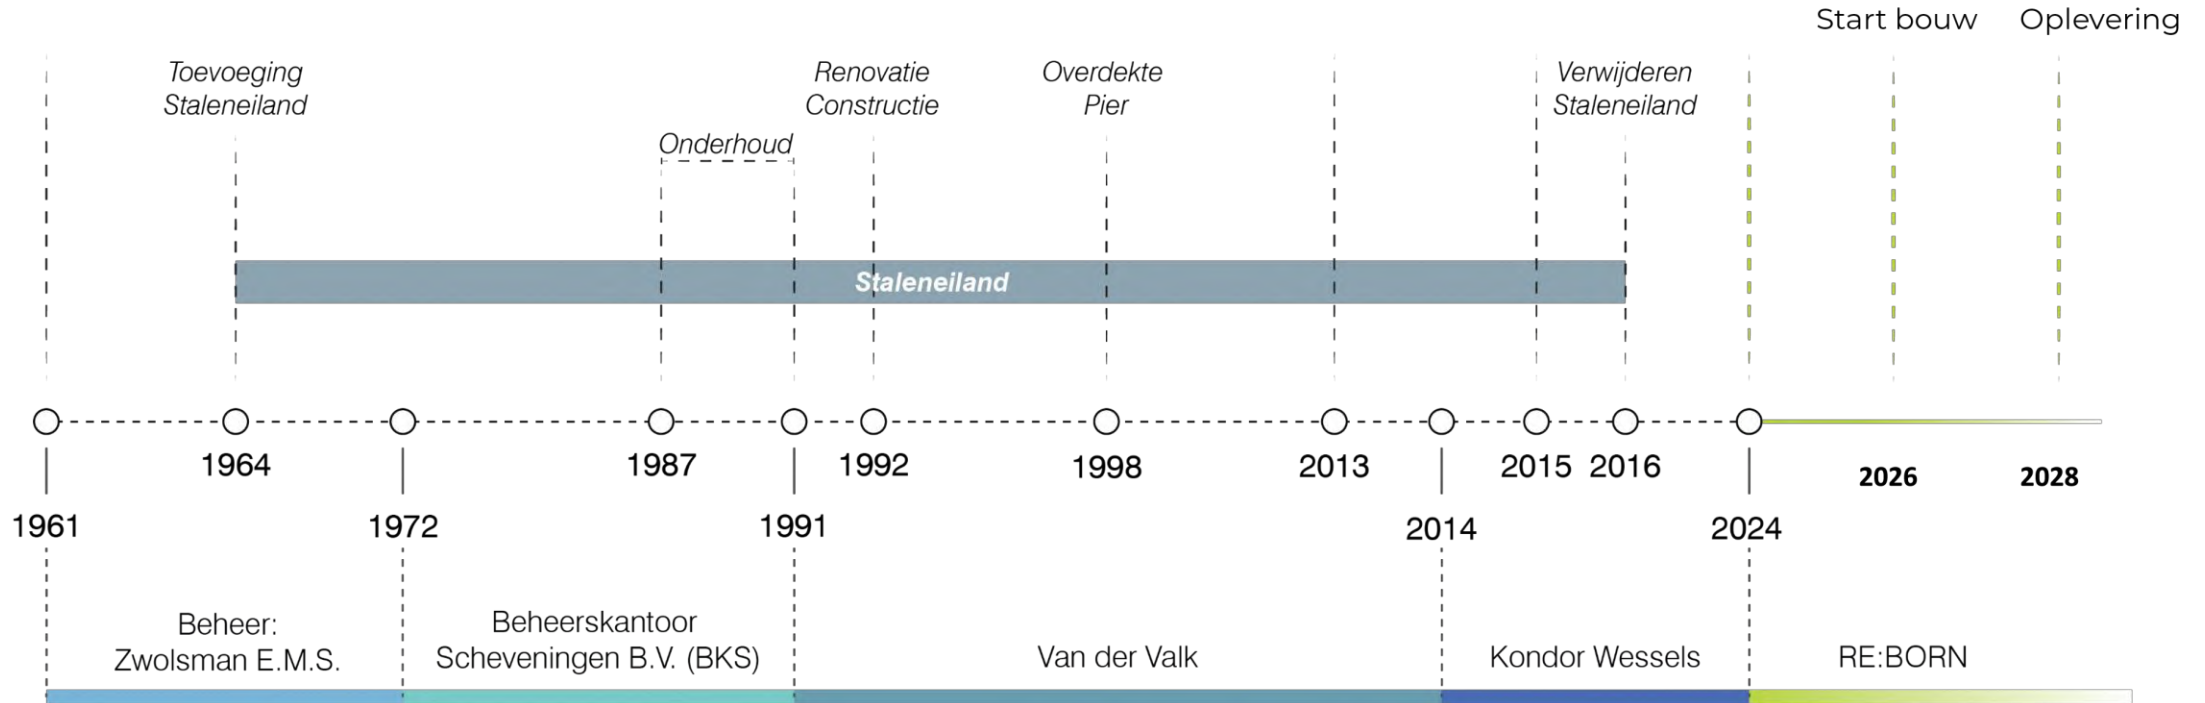 Start bouw
Oplevering
Toevoeging
Staleneiland
Onderhoud
Renovatie
Constructie
Overdekte
Pier
Verwijderen
Staleneiland
Staleneiland
1964
1987
1992
1998
2013
2015
2016
2026
2028
1961
1972
1991
2014
2024
Beheer:
Zwolsman E.M.S.
Beheerskantoor
Scheveningen B.V. (BKS)
Van der Valk
Kondor Wessels
RE:BORN